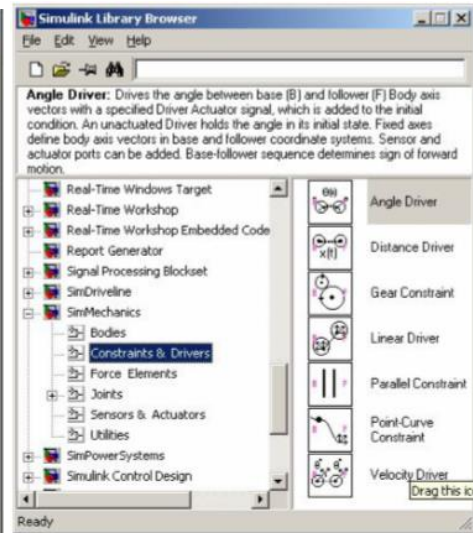 Simulink Library Browser
File Edit View Help
Angle Driver: Drives the angle between base (B) and follower (F) Body axis
vectors with a specified Driver Actuator signal, which is added to the initial
condition. An unactuated Driver holds the angle in its initial state. Fixed axes
define body axis vectors in base and follower coordinate systems. Sensor and
actuator ports can be added. Base-follower sequence determines sign of forward
motion.
Real-Time Windows Target
Real-Time Workshop
Real-Time Workshop Embedded Code
Report Generator
Signal Processing Blockset
SimDriveline
SimMechanics
Bodies
Constraints & Drivers
Force Elements
Joints
Sensors & Actuators
Utilities
SimPowerSystems
Simulink Control Design
Angle Driver
x(t)
Distance Driver
Gear Constraint
Linear Driver
Parallel Constraint
Point-Curve
Constraint
Velocity Driver
Drag this ic
Ready